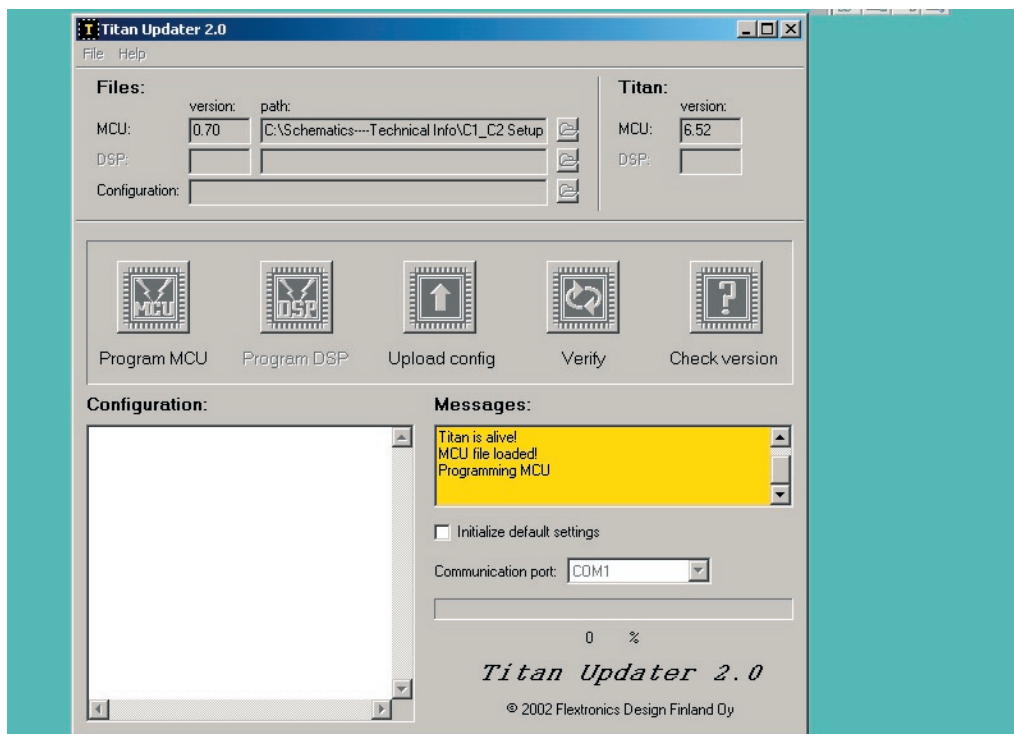 Titan Updater 2.0
File Help
Files:
version: path:
MCU: 0.70 C:\Schematics----Technical Info\C1_C2 Setup
DSP:
Configuration:
Titan:
version:
MCU: 6.52
DSP:
MCU
DSP
?
Program MCU Program DSP Upload config Verify Check version
Configuration:
Messages:
Titan is alive!
MCU file loaded!
Programming MCU
Initialize default settings
Communication port: COM1
0 %
Titan Updater 2.0
© 2002 Flextronics Design Finland Oy